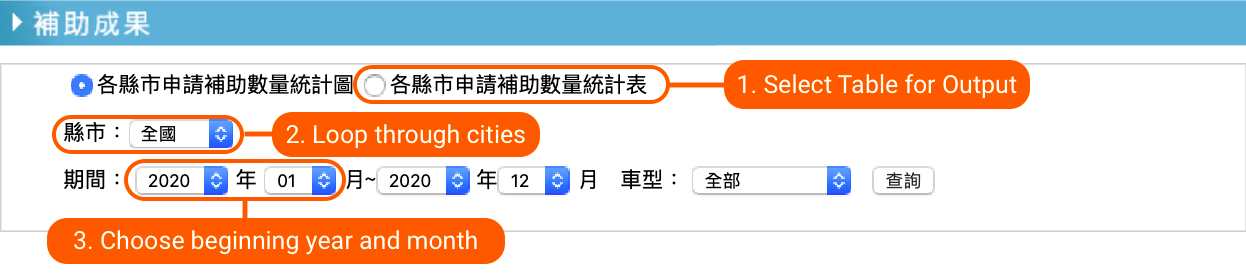 補助成果
各縣市申請補助數量統計圖 各縣市申請補助數量統計表 1. Select Table for Output
縣市： 全國 2. Loop through cities
期間： 2020 年 01 月~ 2020 年 12 月 車型： 全部 查詢
3. Choose beginning year and month